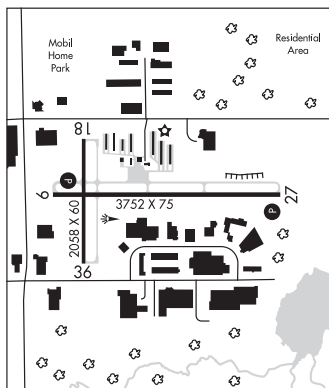 Mobil
Home
Park
Residential
Area
18
P
9
27
3752 X 75
P
2058 X 60
36